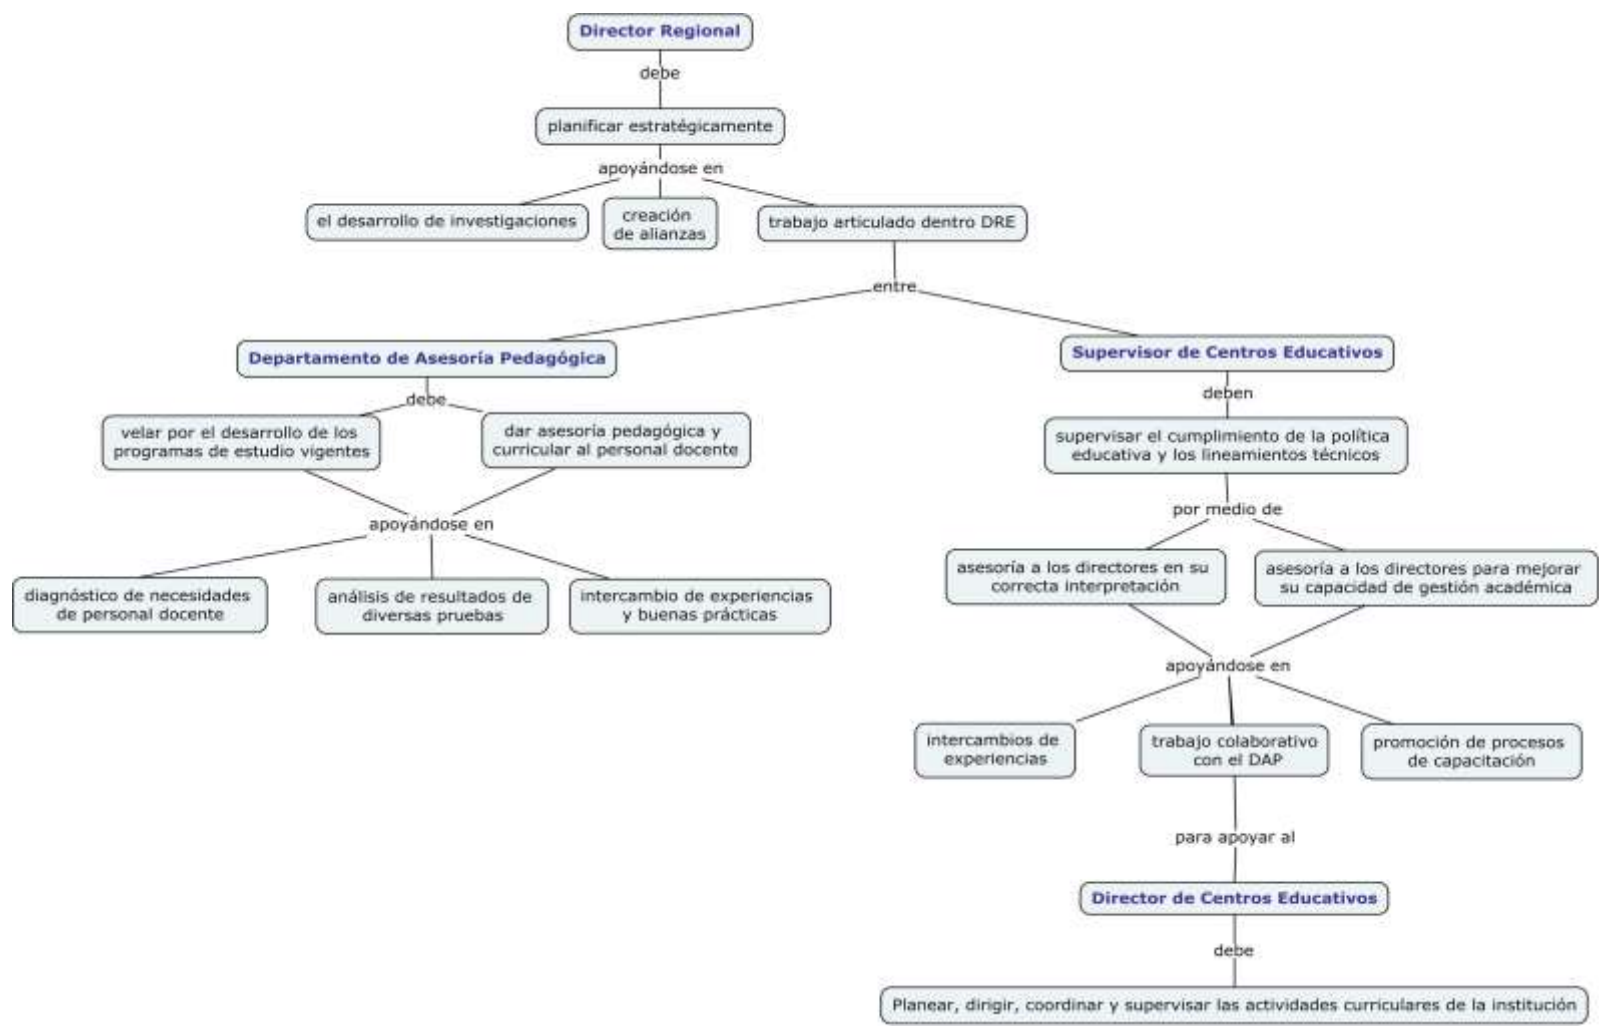 Director Regional
debe
planificar estratégicamente
apoyándose en
el desarrollo de investigaciones
creación
de alianzas
trabajo articulado dentro DRE
entre
Departamento de Asesoría Pedagógica
debe
velar por el desarrollo de los
programas de estudio vigentes
dar asesoría pedagógica y
curricular al personal docente
apoyándose en
diagnóstico de necesidades
de personal docente
análisis de resultados de
diversas pruebas
intercambio de experiencias
y buenas prácticas
Supervisor de Centros Educativos
deben
supervisar el cumplimiento de la política
educativa y los lineamientos técnicos
por medio de
asesoría a los directores en su
correcta interpretación
asesoría a los directores para mejorar
su capacidad de gestión académica
apoyándose en
intercambios de
experiencias
trabajo colaborativo
con el DAP
promoción de procesos
de capacitación
para apoyar al
Director de Centros Educativos
debe
Planear, dirigir, coordinar y supervisar las actividades curriculares de la institución